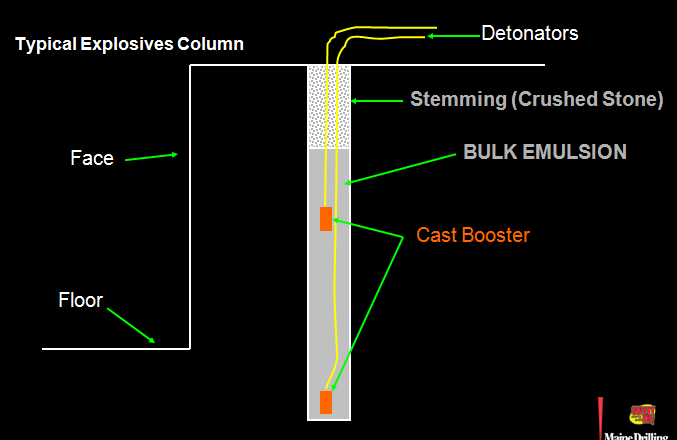 Typical Explosives Column
Detonators
Stemming (Crushed Stone)
BULK EMULSION
Face
Cast Booster
Floor
Maine Drilling